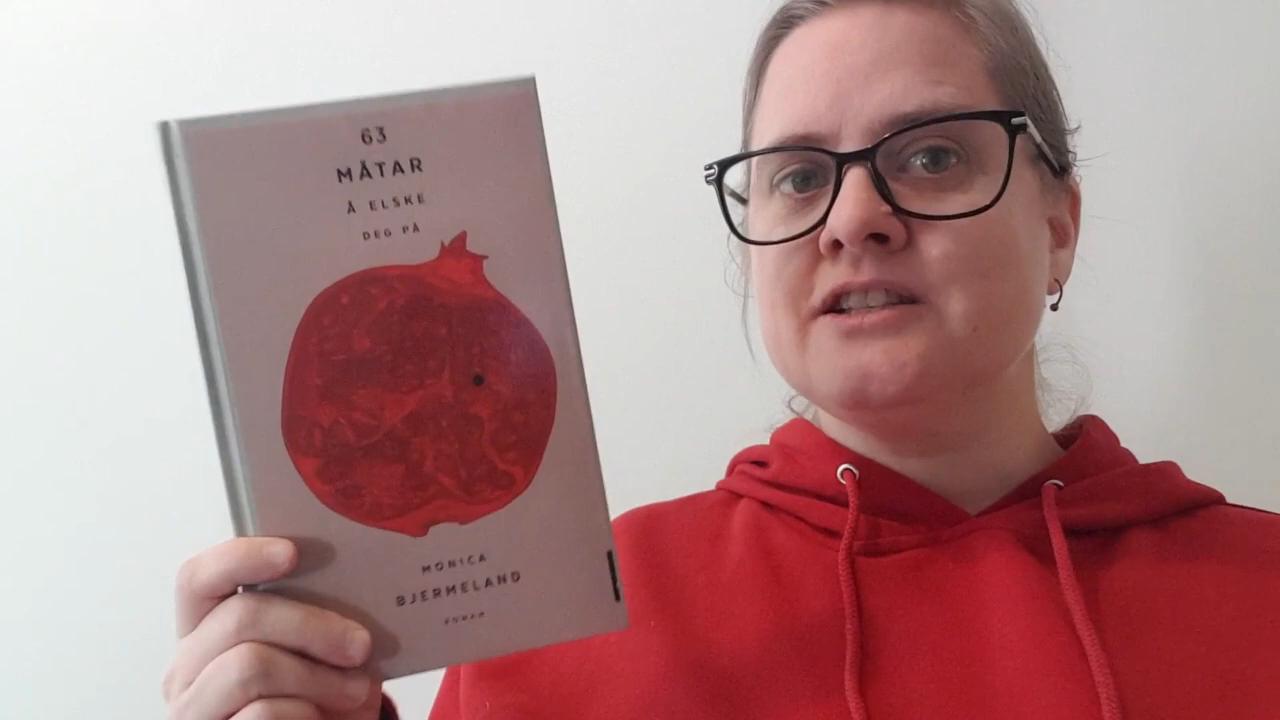 63
MÅTAR
Å ELSKE
DEG PÅ
MONICA
BJERMELAND
ROMAN